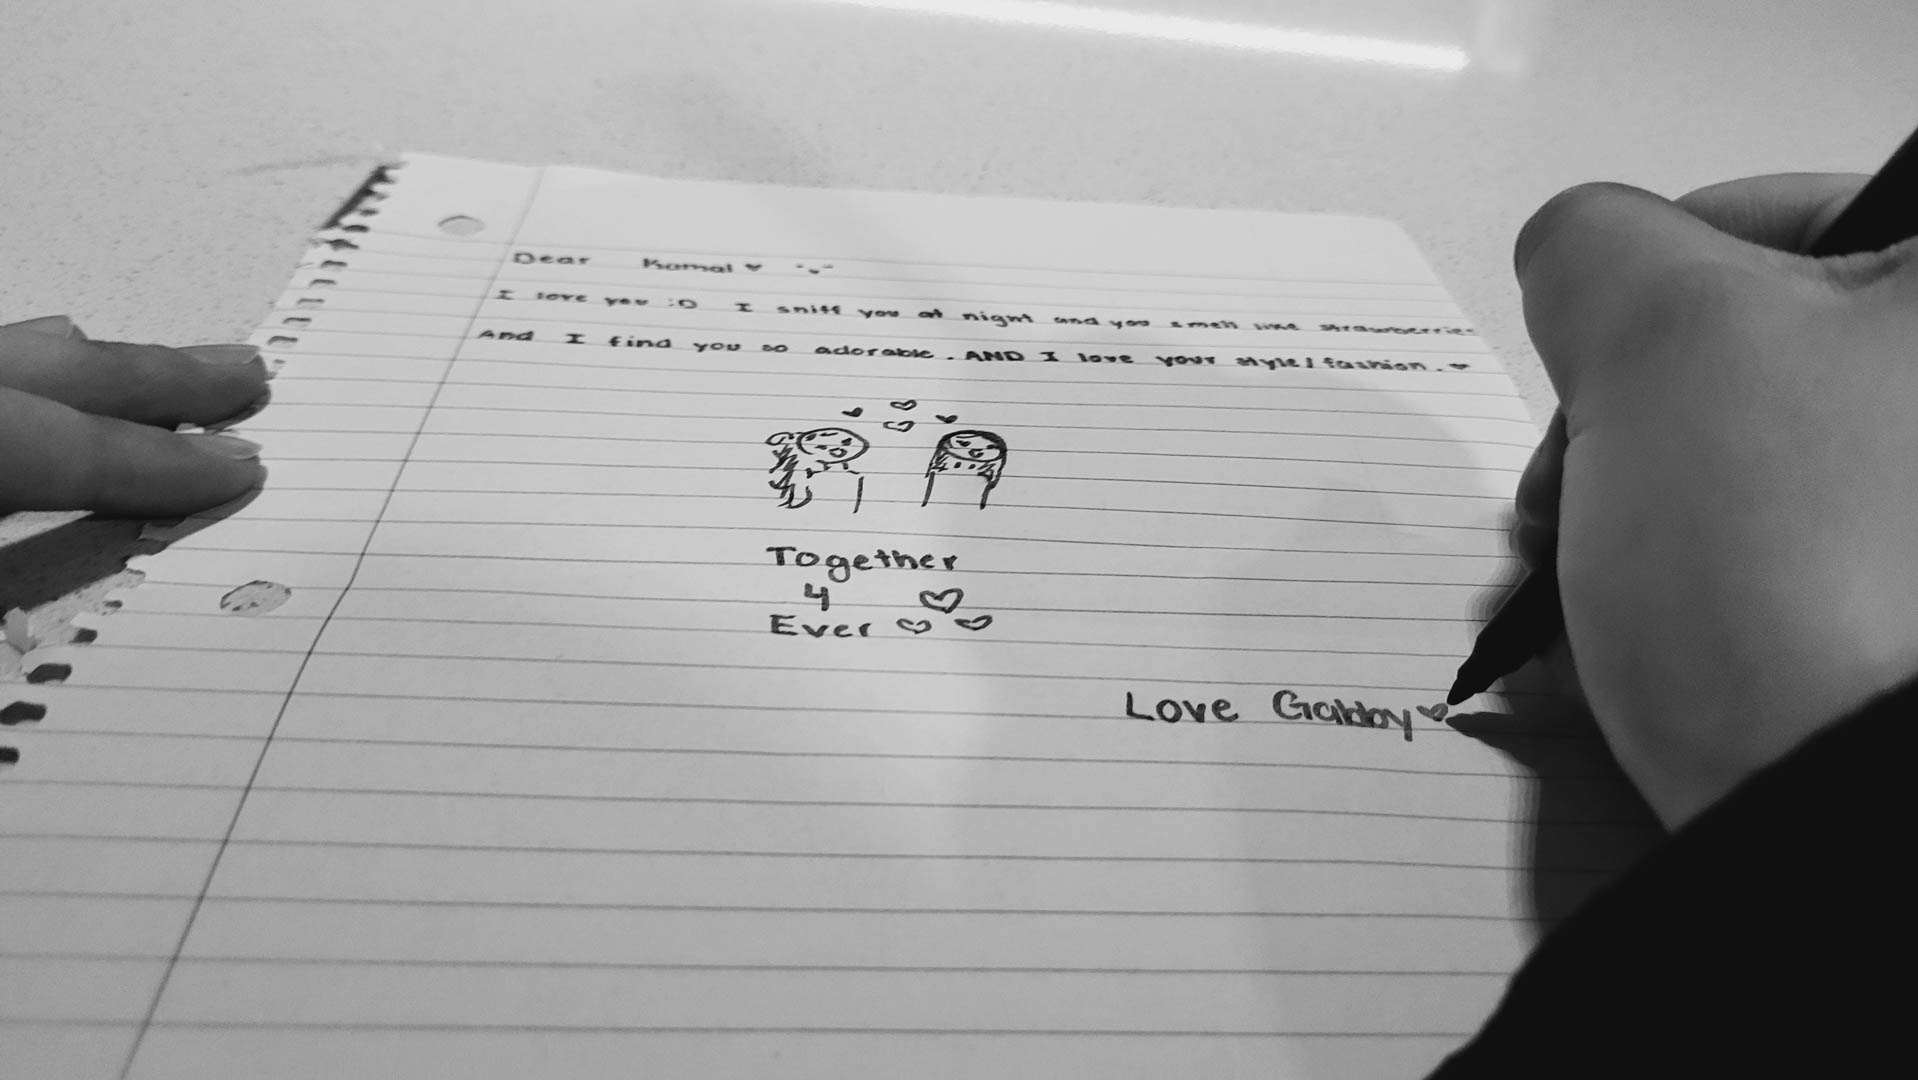 Dear Kamal ♥
I love you :D I sniff you at night and you smell like strawberries
And I find you so adorable. AND I love your style/fashion. ♥
Together
4
Ever
Love Gabby ♥